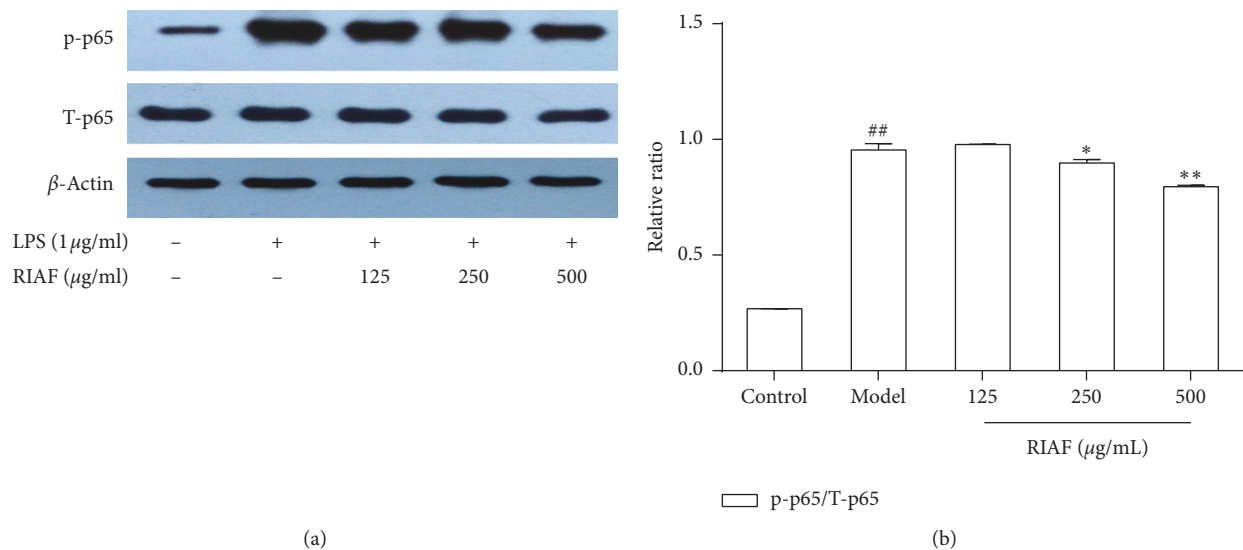 p-p65
T-p65
β-Actin
LPS (1 μg/ml) – + + + +
RIAF (μg/ml) – – 125 250 500
(a)
Relative ratio
1.5
1.0
0.5
0.0
##
*
**
Control Model 125 250 500
RIAF (μg/mL)
p-p65/T-p65
(b)